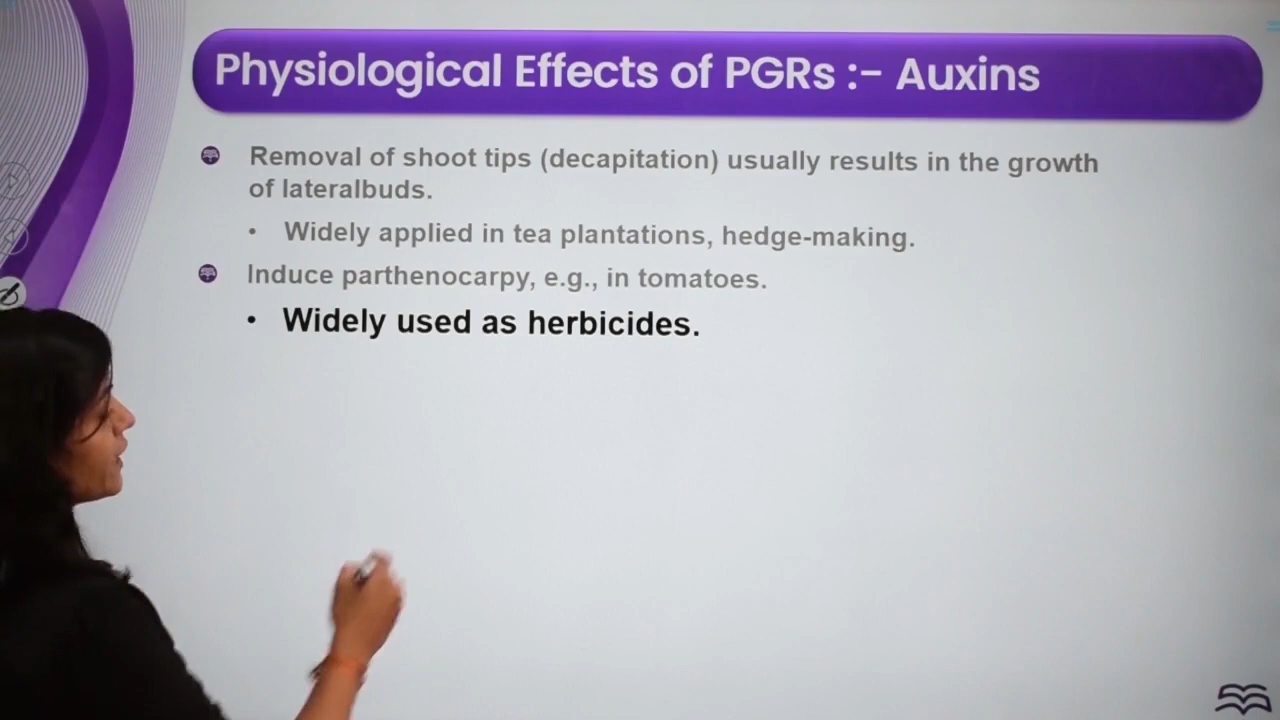 Physiological Effects of PGRs :- Auxins
Removal of shoot tips (decapitation) usually results in the growth
of lateralbuds.
• Widely applied in tea plantations, hedge-making.
Induce parthenocarpy, e.g., in tomatoes.
• Widely used as herbicides.